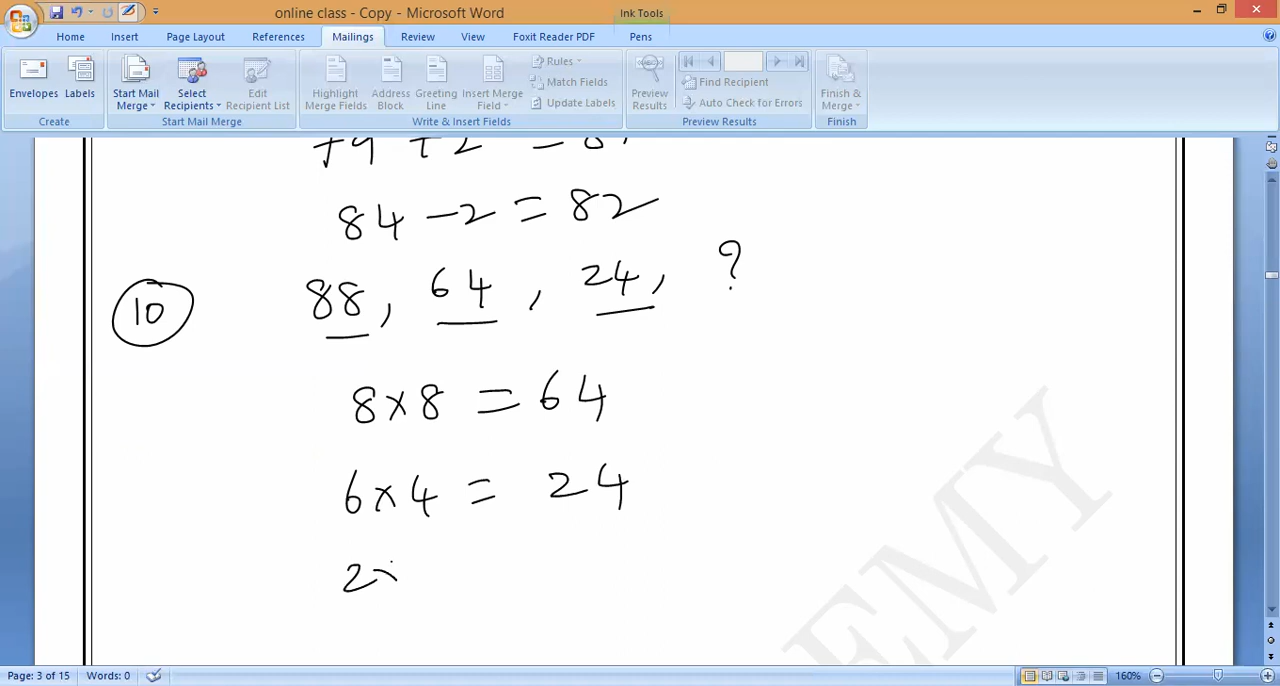 online class - Copy - Microsoft Word
Ink Tools
Home Insert Page Layout References Mailings Review View Foxit Reader PDF Pens
Envelopes Labels
Start Mail Merge
Select Recipients
Edit Recipient List
Highlight Merge Fields
Address Block
Greeting Line
Insert Merge Field
Rules
Match Fields
Update Labels
Preview Results
Find Recipient
Auto Check for Errors
Finish & Merge
Create Start Mail Merge Write & Insert Fields Preview Results Finish
84 - 2 = 82
10 88, 64, 24, ?
8 × 8 = 64
6 × 4 = 24
2
EMY
Page: 3 of 15 Words: 0 160%